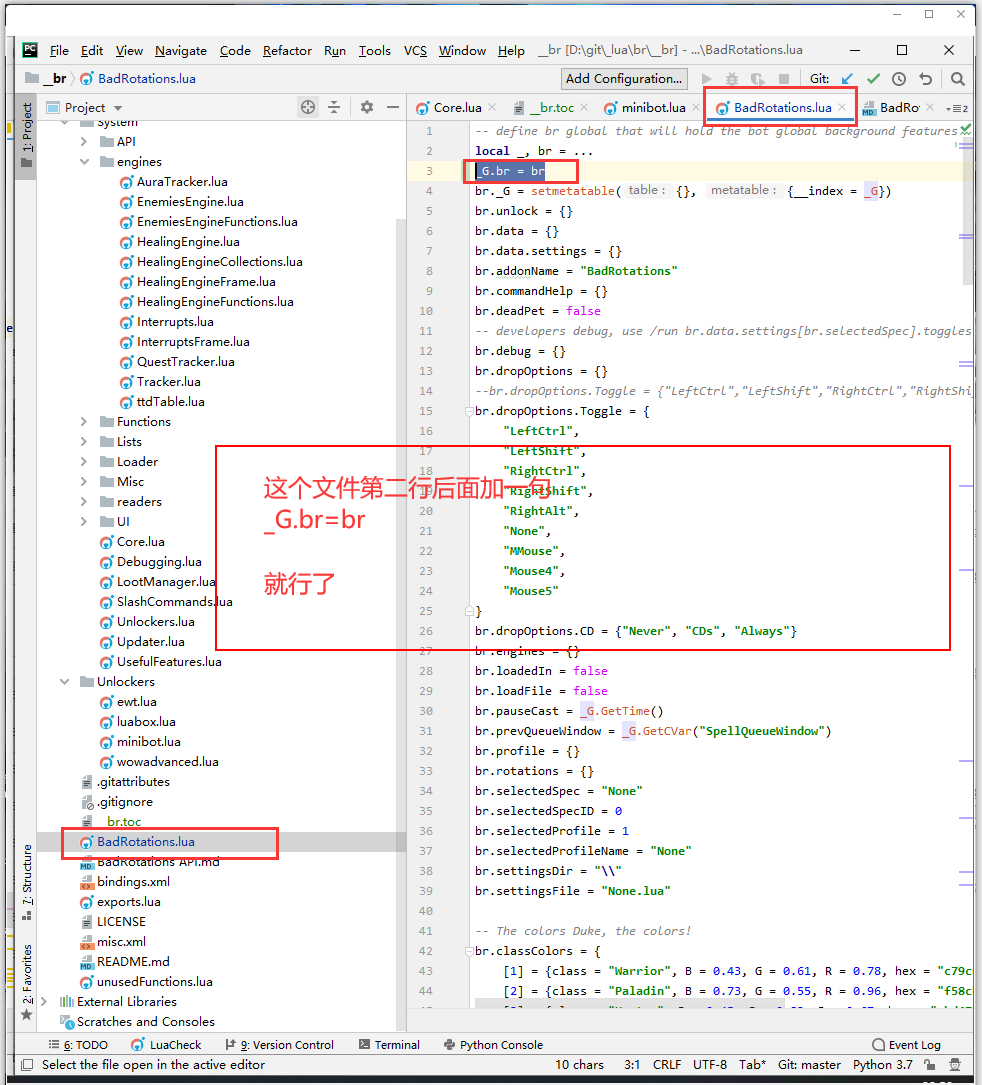 File Edit View Navigate Code Refactor Run Tools VCS Window Help __br [D:\git\_lua\br\__br] - ...\BadRotations.lua
__br BadRotations.lua Add Configuration... Git:
Project Core.lua __br.toc minibot.lua BadRotations.lua BadRo 2
1: Project
System
API
engines
AuraTracker.lua
EnemiesEngine.lua
EnemiesEngineFunctions.lua
HealingEngine.lua
HealingEngineCollections.lua
HealingEngineFrame.lua
HealingEngineFunctions.lua
Interrupts.lua
InterruptsFrame.lua
QuestTracker.lua
Tracker.lua
ttdTable.lua
Functions
Lists
Loader
Misc
readers
UI
Core.lua
Debugging.lua
LootManager.lua
SlashCommands.lua
Unlockers.lua
Updater.lua
UsefulFeatures.lua
Unlockers
ewt.lua
luabox.lua
minibot.lua
wowadvanced.lua
.gitattributes
.gitignore
__br.toc
BadRotations.lua
BadRotations API.md
bindings.xml
exports.lua
LICENSE
misc.xml
README.md
unusedFunctions.lua
External Libraries
Scratches and Consoles
7: Structure
2: Favorites
1 -- define br global that will hold the bot global background features
2 local _, br = ...
3 _G.br = br
4 br._G = setmetatable( table: {}, metatable: {__index = _G})
5 br.unlock = {}
6 br.data = {}
7 br.data.settings = {}
8 br.addonName = "BadRotations"
9 br.commandHelp = {}
10 br.deadPet = false
11 -- developers debug, use /run br.data.settings[br.selectedSpec].toggles
12 br.debug = {}
13 br.dropOptions = {}
14 --br.dropOptions.Toggle = {"LeftCtrl","LeftShift","RightCtrl","RightShi
15 br.dropOptions.Toggle = {
16 "LeftCtrl",
17 "LeftShift",
18 "RightCtrl",
19 "RightShift",
20 "RightAlt",
21 "None",
22 "MMouse",
23 "Mouse4",
24 "Mouse5"
25 }
26 br.dropOptions.CD = {"Never", "CDs", "Always"}
27 br.engines = {}
28 br.loadedIn = false
29 br.loadFile = false
30 br.pauseCast = _G.GetTime()
31 br.prevQueueWindow = _G.GetCVar("SpellQueueWindow")
32 br.profile = {}
33 br.rotations = {}
34 br.selectedSpec = "None"
35 br.selectedSpecID = 0
36 br.selectedProfile = 1
37 br.selectedProfileName = "None"
38 br.settingsDir = "\\"
39 br.settingsFile = "None.lua"
40
41 -- The colors Duke, the colors!
42 br.classColors = {
43 [1] = {class = "Warrior", B = 0.43, G = 0.61, R = 0.78, hex = "c79c
44 [2] = {class = "Paladin", B = 0.73, G = 0.55, R = 0.96, hex = "f58c
这个文件第二行后面加一句
_G.br=br
就行了
6: TODO LuaCheck 9: Version Control Terminal Python Console Event Log
Select the file open in the active editor 10 chars 3:1 CRLF UTF-8 Tab* Git: master Python 3.7